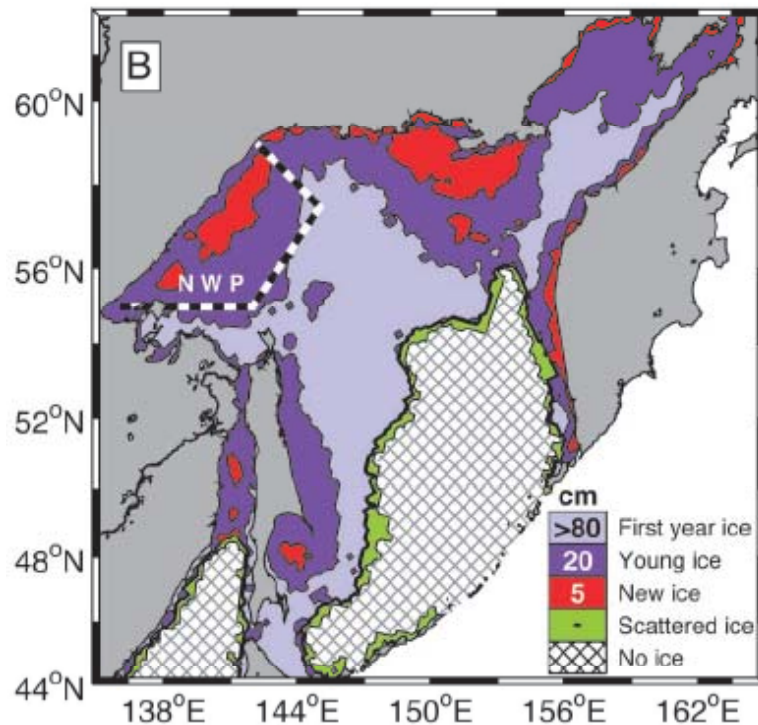 B
60°N
56°N
52°N
48°N
44°N
N W P
138°E 144°E 150°E 156°E 162°E
cm
>80 First year ice
20 Young ice
5 New ice
- Scattered ice
No ice